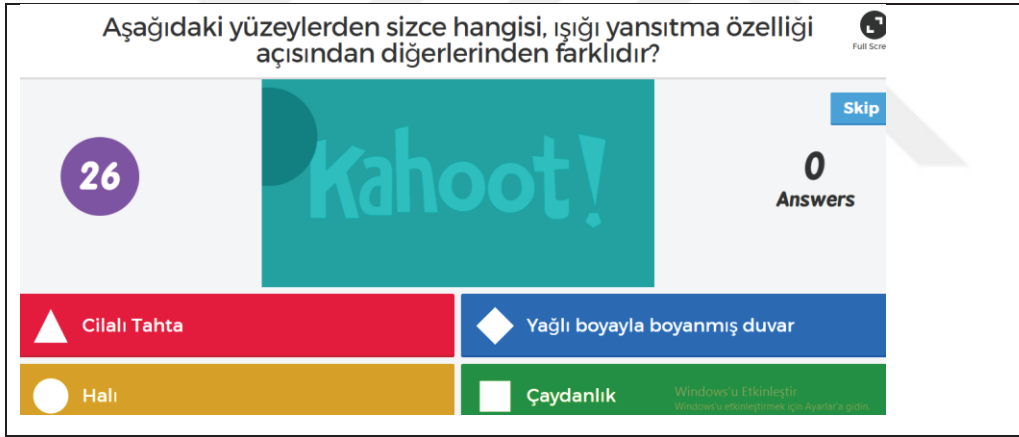 Aşağıdaki yüzeylerden sizce hangisi, ışığı yansıtma özelliği
açısından diğerlerinden farklıdır?
Full Scre
Skip
26
Kahoot!
0
Answers
Cilalı Tahta
Yağlı boyayla boyanmış duvar
Halı
Çaydanlık
Windows'u Etkinleştir
Windows'u etkinleştirmek için Ayarlar'a gidin.